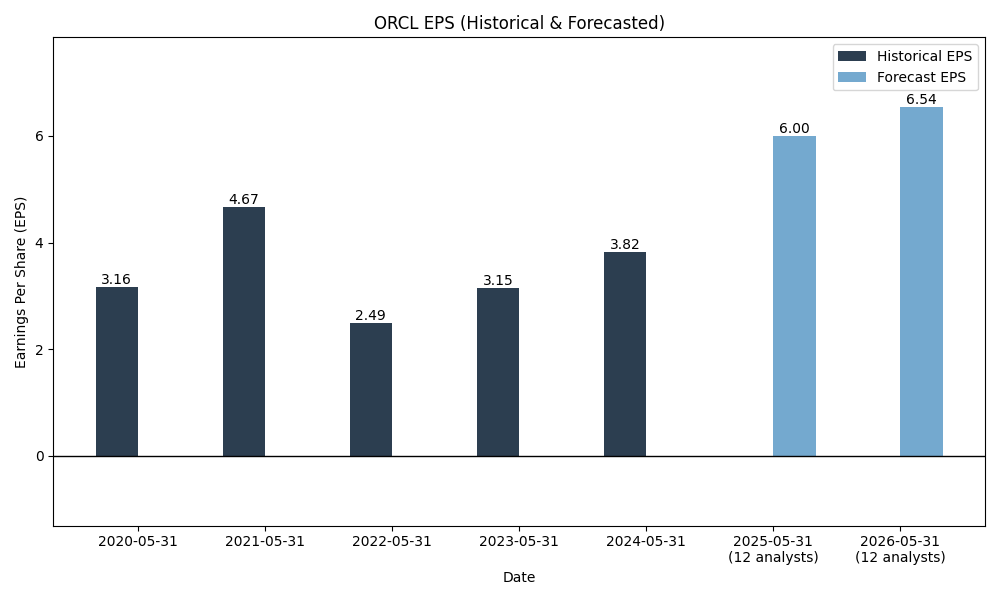 ORCL EPS (Historical & Forecasted)
Historical EPS
Forecast EPS
Earnings Per Share (EPS)
6
4
2
0
3.16
4.67
2.49
3.15
3.82
6.00
6.54
2020-05-31
2021-05-31
2022-05-31
2023-05-31
2024-05-31
2025-05-31
(12 analysts)
2026-05-31
(12 analysts)
Date